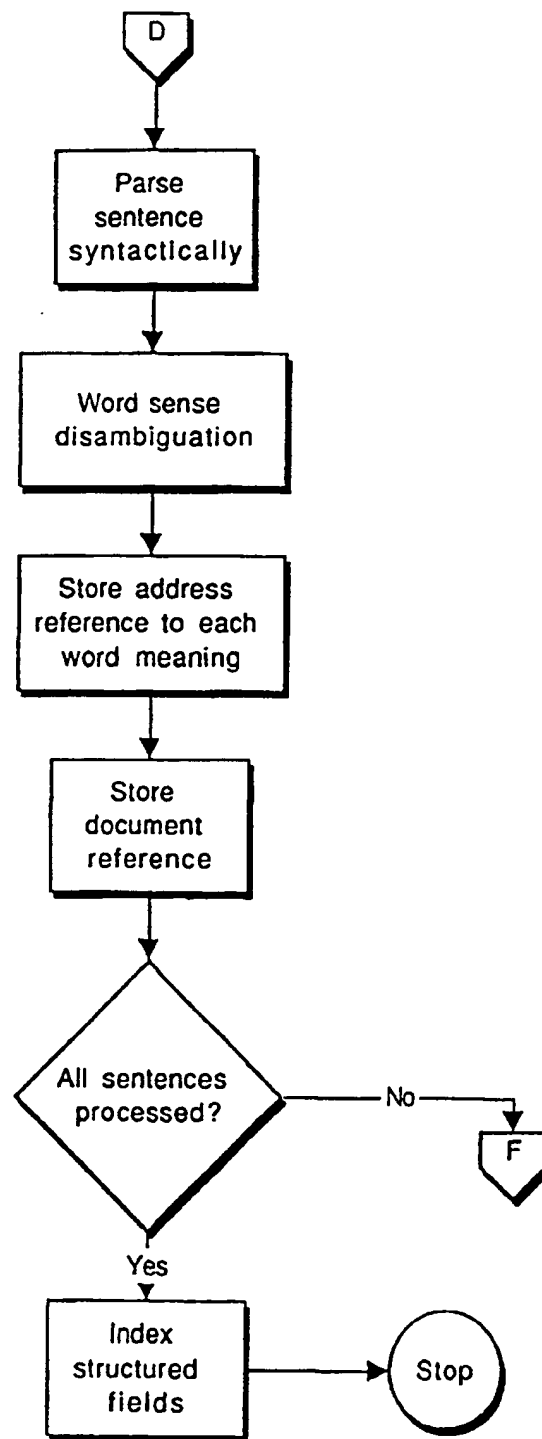 D
Parse
sentence
syntactically
Word sense
disambiguation
Store address
reference to each
word meaning
Store
document
reference
All sentences
processed?
No
F
Yes
Index
structured
fields
Stop